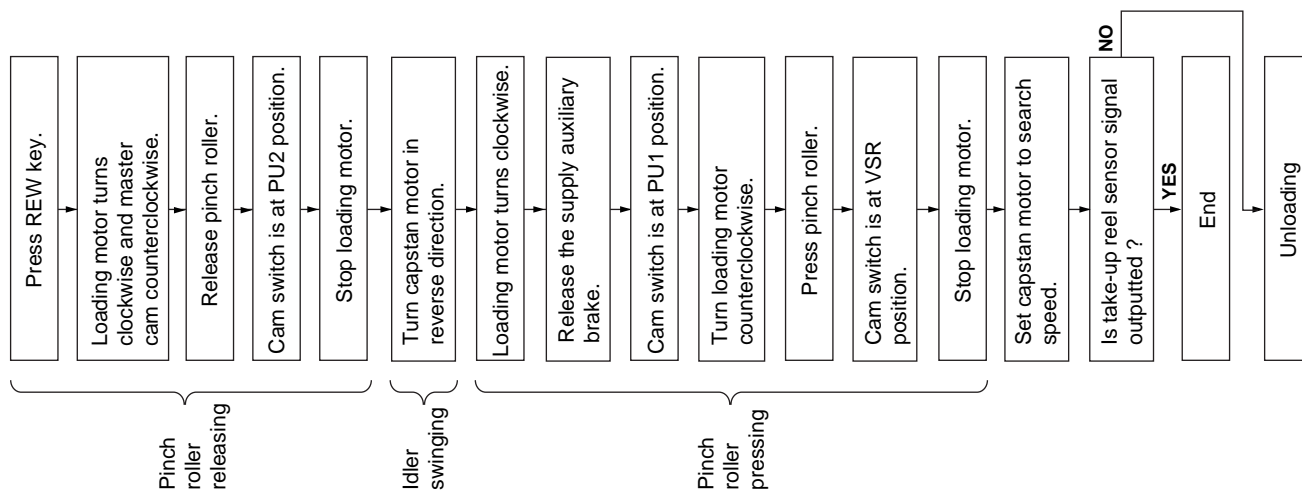 Press REW key.
Loading motor turns
clockwise and master
cam counterclockwise.
Release pinch roller.
Cam switch is at PU2 position.
Stop loading motor.
Pinch
roller
releasing
Turn capstan motor in
reverse direction.
Idler
swinging
Loading motor turns clockwise.
Release the supply auxiliary
brake.
Cam switch is at PU1 position.
Turn loading motor
counterclockwise.
Press pinch roller.
Cam switch is at VSR
position.
Stop loading motor.
Pinch
roller
pressing
Set capstan motor to search
speed.
Is take-up reel sensor signal
outputted ?
NO
YES
End
Unloading